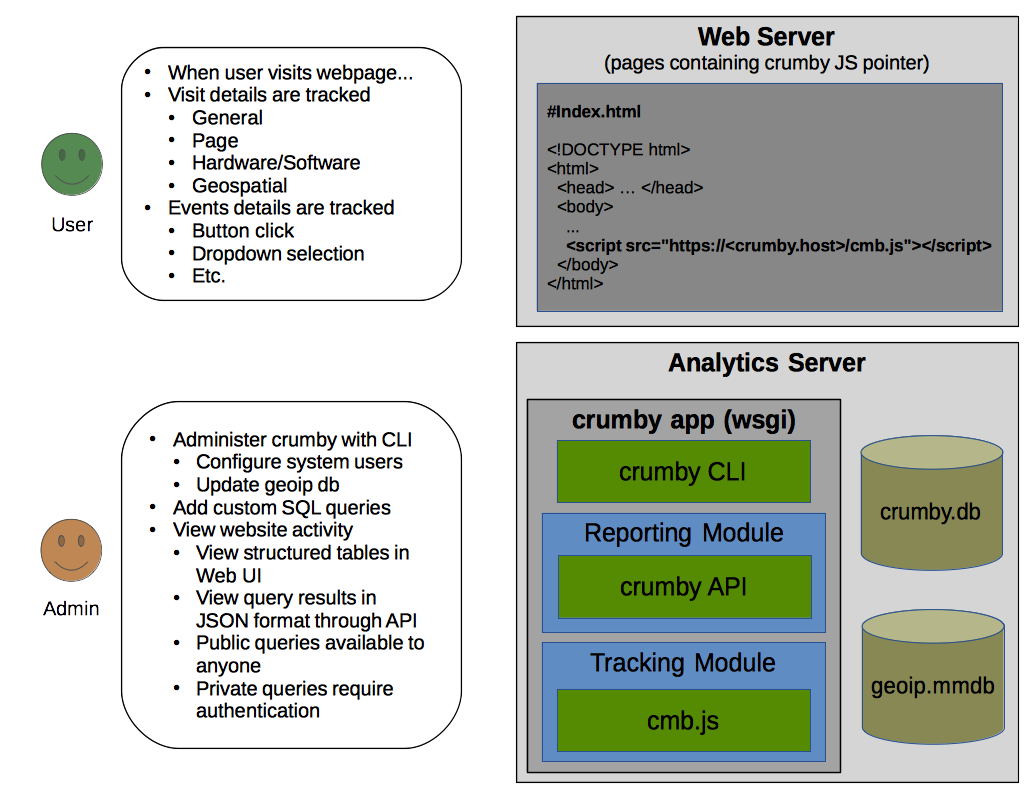 • When user visits webpage...
• Visit details are tracked
• General
• Page
• Hardware/Software
• Geospatial
• Events details are tracked
• Button click
• Dropdown selection
• Etc.
User
Web Server
(pages containing crumby JS pointer)
#Index.html
<!DOCTYPE html>
<html>
<head> … </head>
<body>
...
<script src="https://<crumby.host>/cmb.js"></script>
</body>
</html>
• Administer crumby with CLI
• Configure system users
• Update geoip db
• Add custom SQL queries
• View website activity
• View structured tables in
Web UI
• View query results in
JSON format through API
• Public queries available to
anyone
• Private queries require
authentication
Admin
Analytics Server
crumby app (wsgi)
crumby CLI
Reporting Module
crumby API
Tracking Module
cmb.js
crumby.db
geoip.mmdb